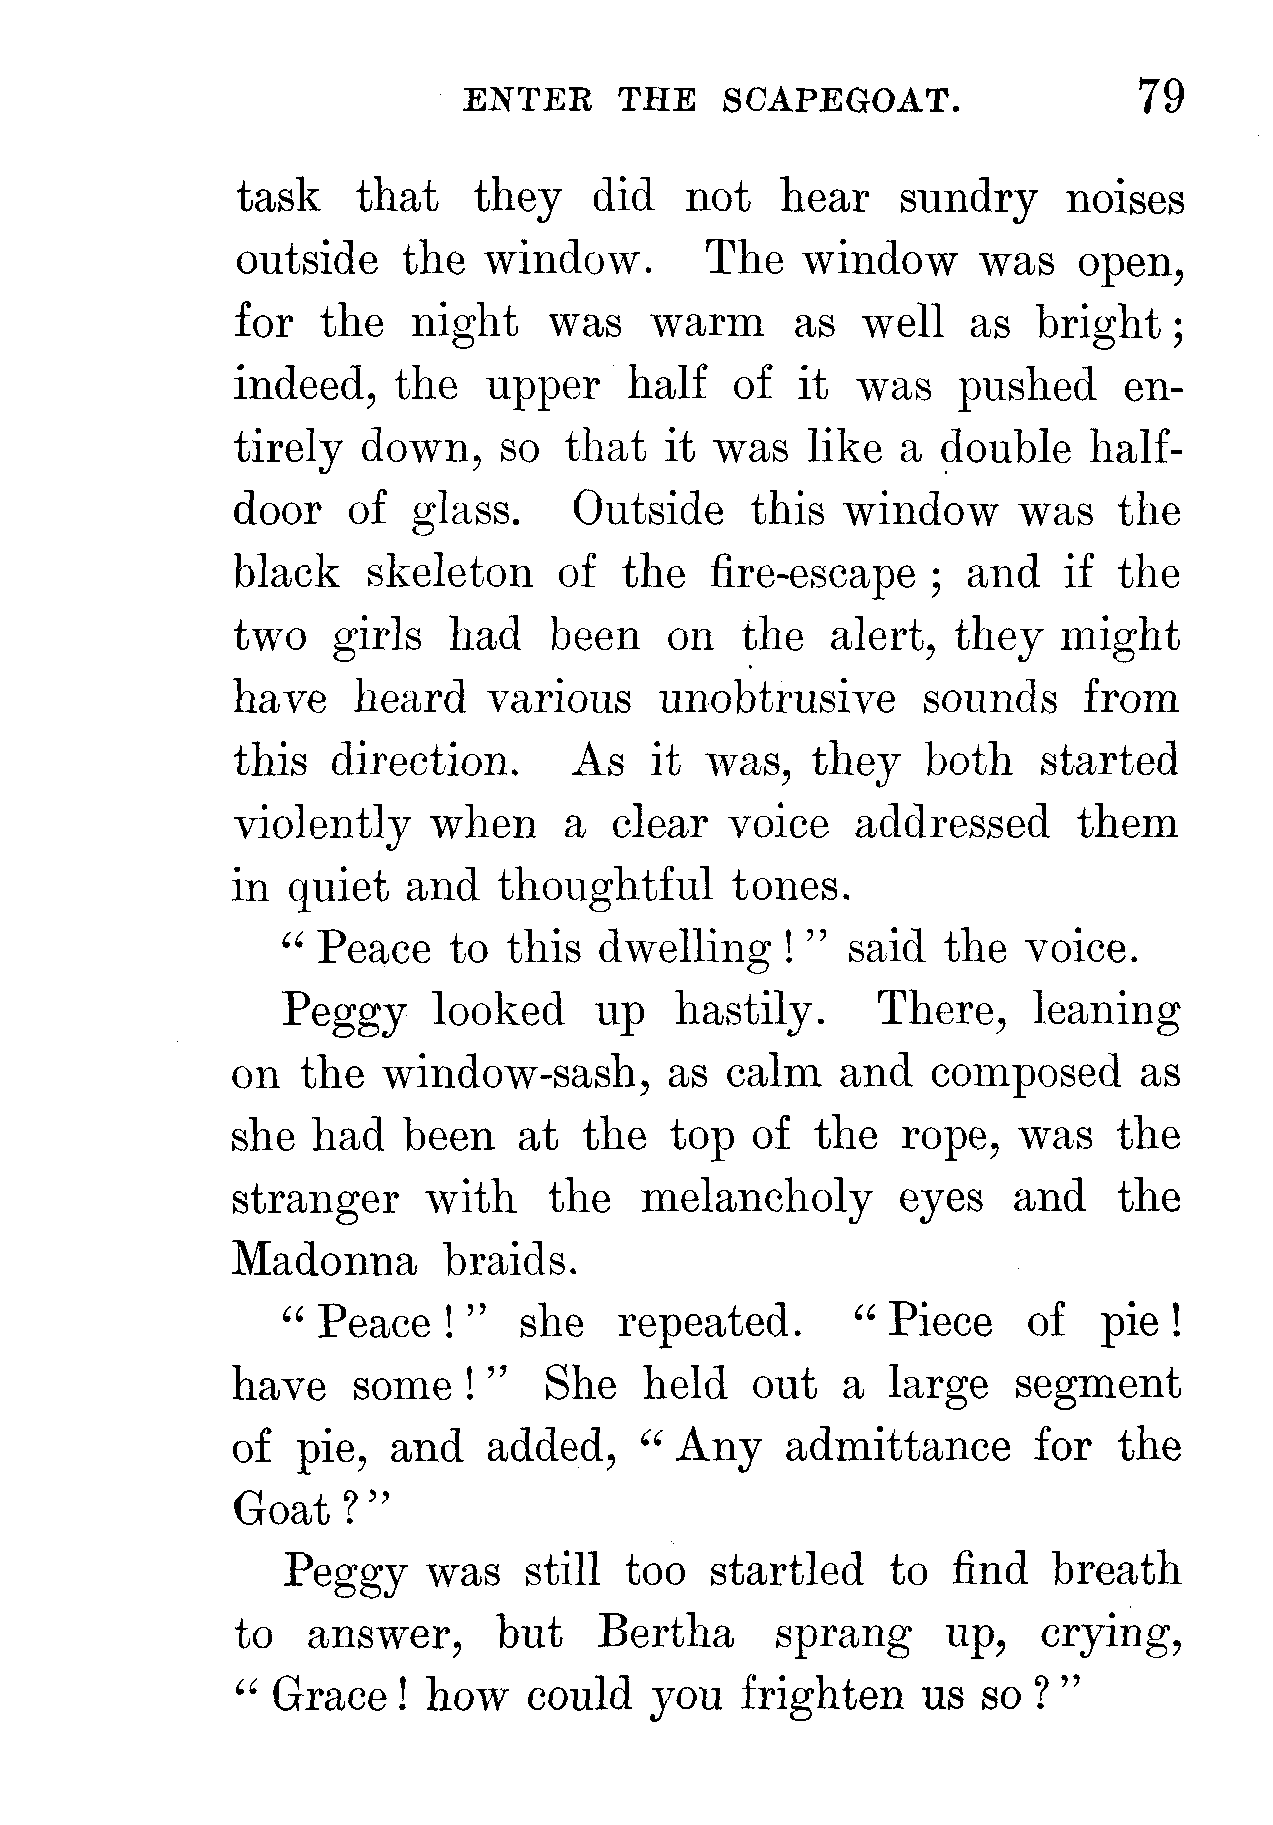 ENTER THE SCAPEGOAT. 79
task that they did not hear sundry noises
outside the window. The window was open,
for the night was warm as well as bright ;
indeed, the upper half of it was pushed en-
tirely down, so that it was like a double half-
door of glass. Outside this window was the
black skeleton of the fire-escape ; and if the
two girls had been on the alert, they might
have heard various unobtrusive sounds from
this direction. As it was, they both started
violently when a clear voice addressed them
in quiet and thoughtful tones.
“ Peace to this dwelling ! ” said the voice.
Peggy looked up hastily. There, leaning
on the window-sash, as calm and composed as
she had been at the top of the rope, was the
stranger with the melancholy eyes and the
Madonna braids.
“ Peace ! ” she repeated. “ Piece of pie !
have some ! ” She held out a large segment
of pie, and added, “ Any admittance for the
Goat ? ”
Peggy was still too startled to find breath
to answer, but Bertha sprang up, crying,
“ Grace ! how could you frighten us so ? ”